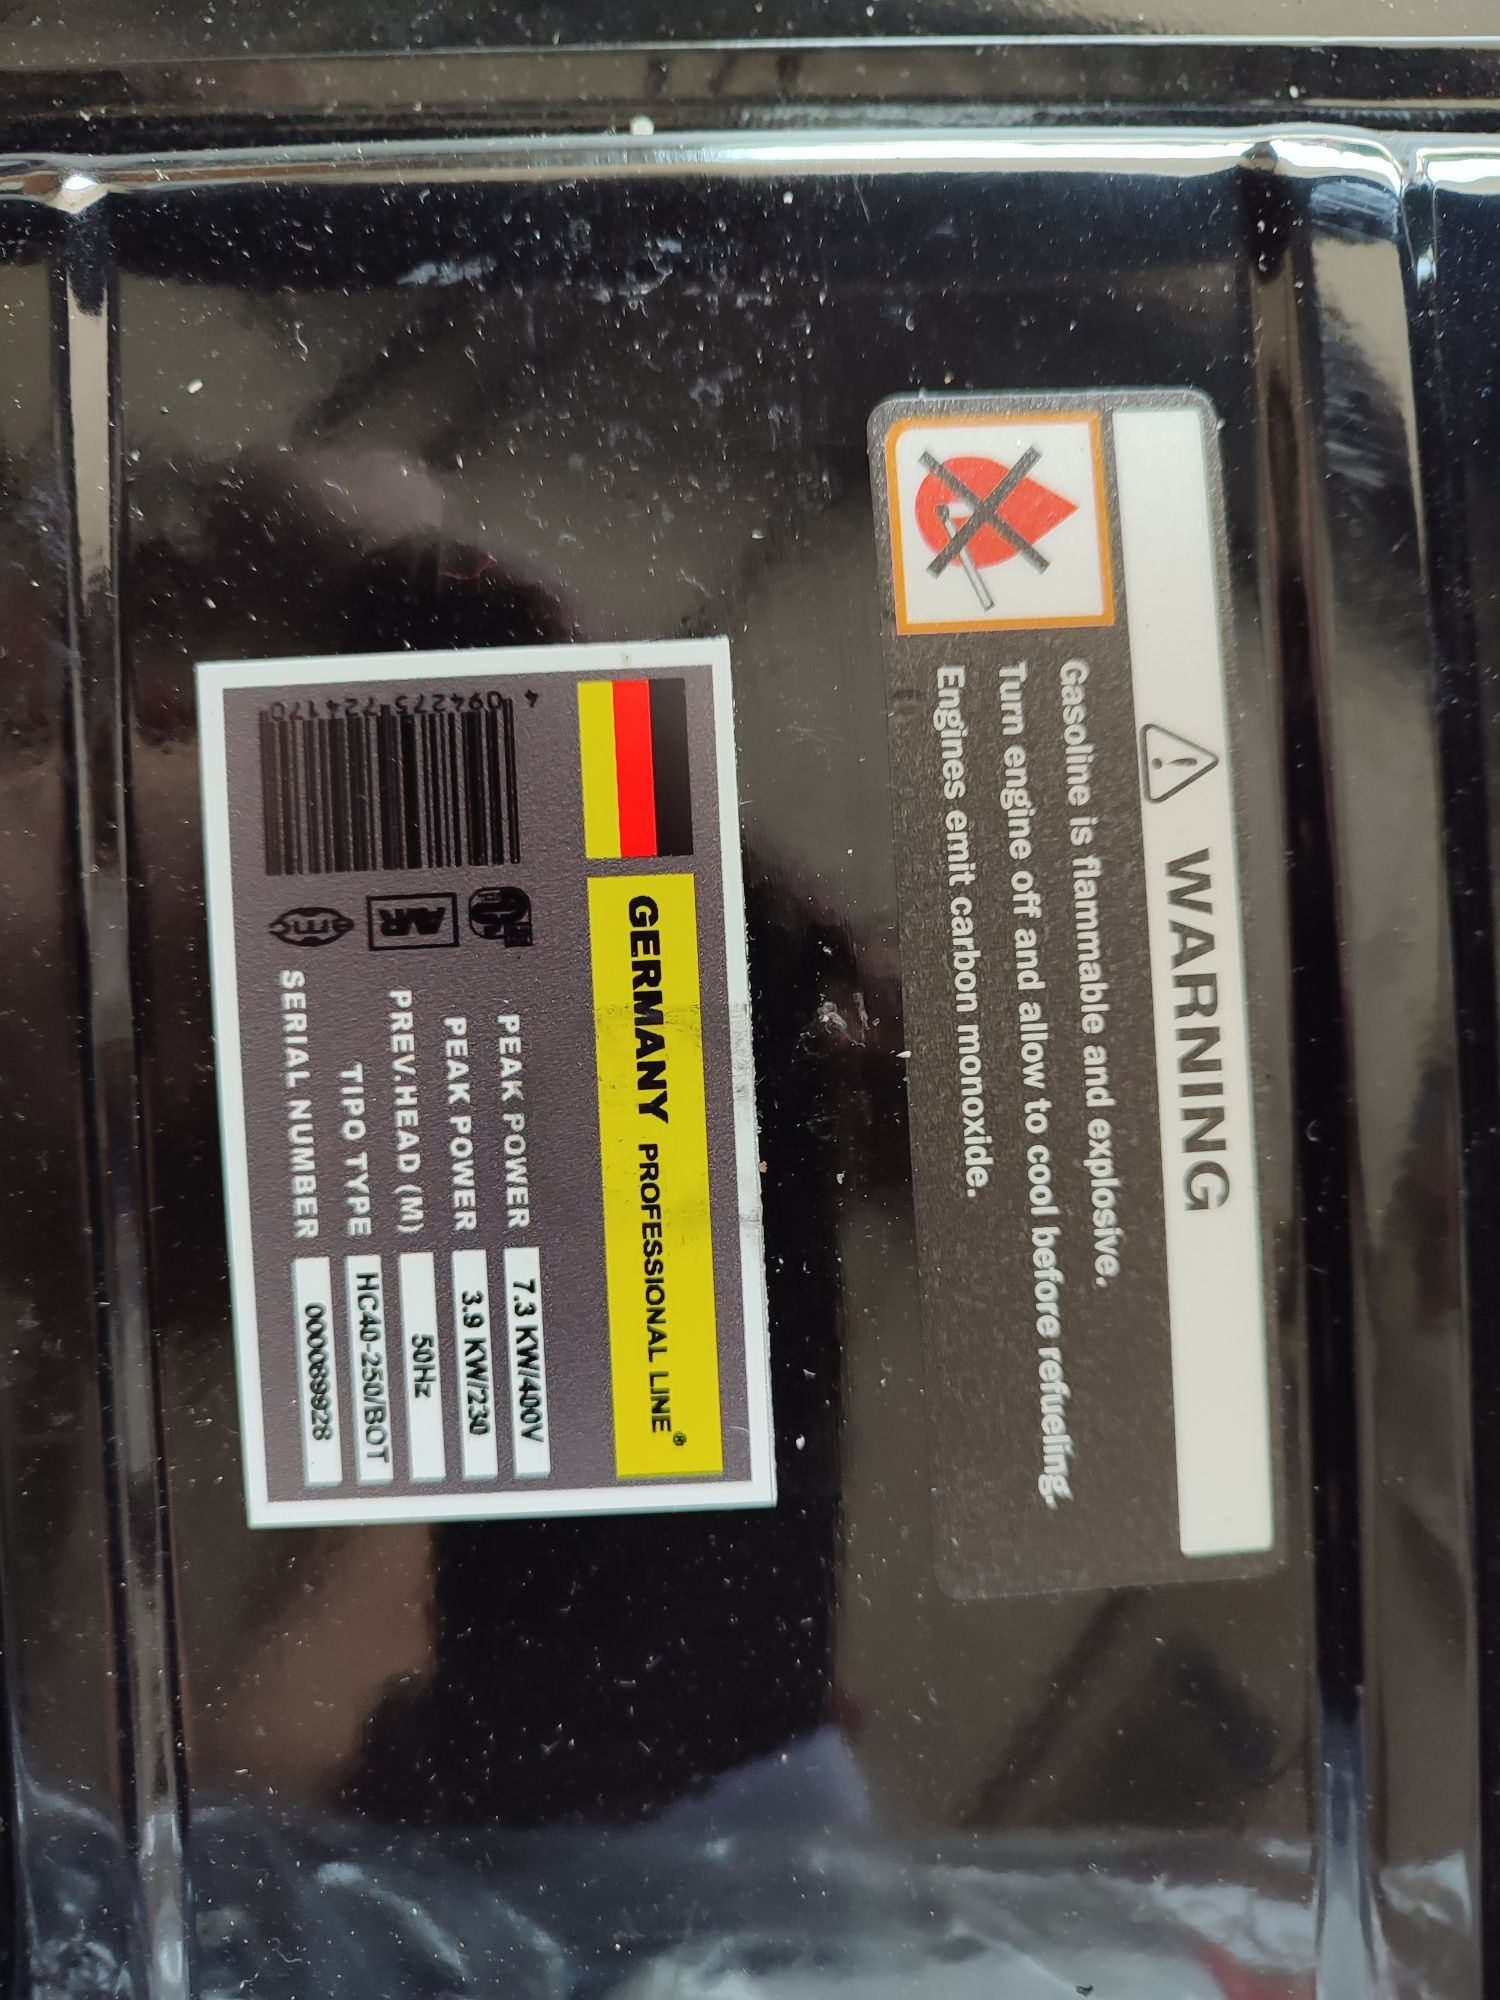 WARNING
Gasoline is flammable and explosive.
Turn engine off and allow to cool before refueling.
Engines emit carbon monoxide.
GERMANY PROFESSIONAL LINE ®
PEAK POWER 7.3 KW/400V
PEAK POWER 3.9 KW/230
PREV.HEAD (M) 50Hz
TIPO TYPE HC40-250/BOT
SERIAL NUMBER 000089928
4 094275 724170